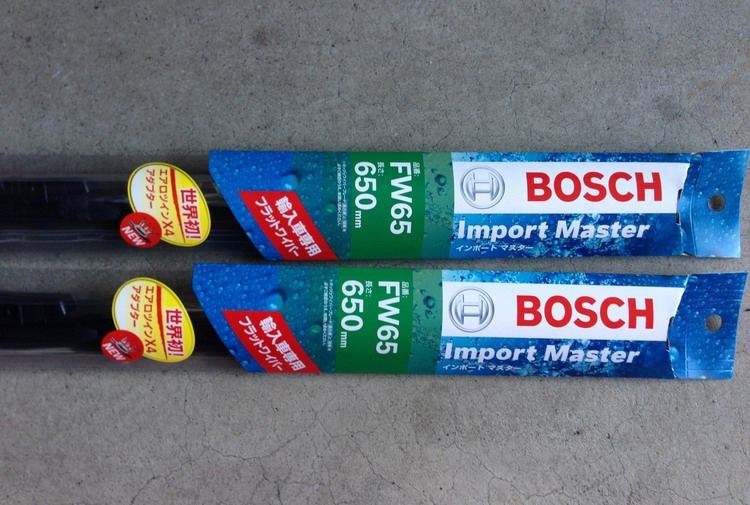 BOSCH
Import Master
インポート マスター
品番:
FW65
長さ:
650mm
輸入車専用
フラットワイパー
世界初!
エアロツインX4
アダプター
NEW
BOSCH
Import Master
インポート マスター
品番:
FW65
長さ:
650mm
輸入車専用
フラットワイパー
世界初!
エアロツインX4
アダプター
NEW